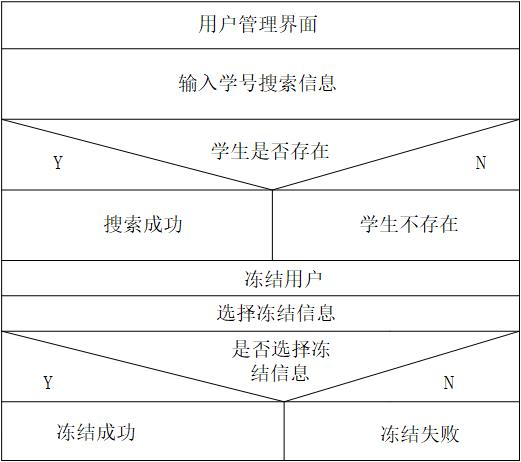 用户管理界面
输入学号搜索信息
学生是否存在
Y
N
搜索成功
学生不存在
冻结用户
选择冻结信息
是否选择冻
结信息
Y
N
冻结成功
冻结失败